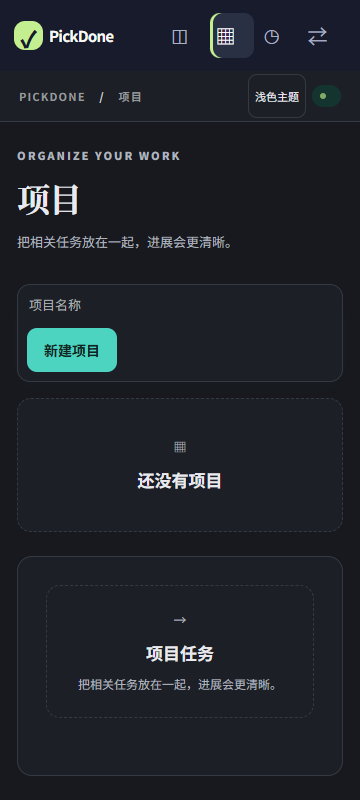 PickDone
PICKDONE / 项目
浅色主题
ORGANIZE YOUR WORK
项目
把相关任务放在一起，进展会更清晰。
项目名称
新建项目
还没有项目
项目任务
把相关任务放在一起，进展会更清晰。